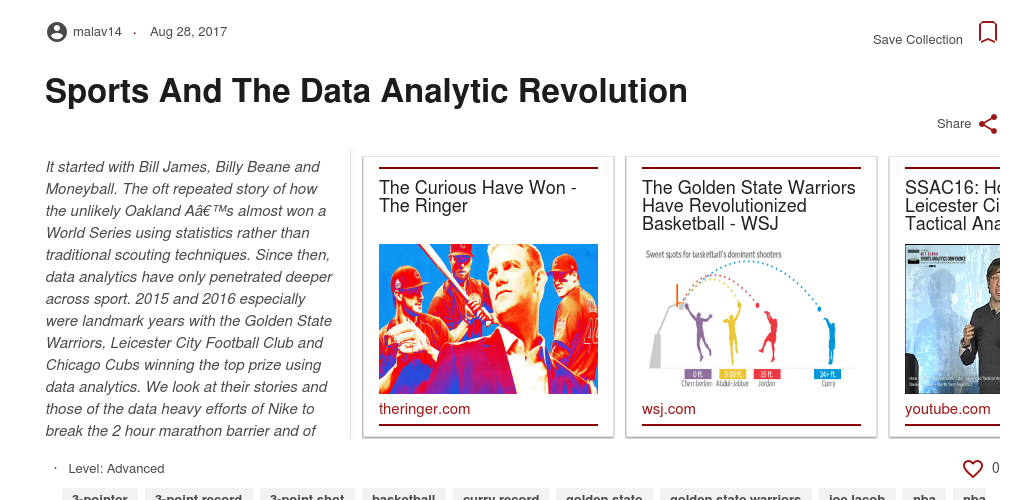 malav14 · Aug 28, 2017
Save Collection
Sports And The Data Analytic Revolution
Share
It started with Bill James, Billy Beane and
Moneyball. The oft repeated story of how
the unlikely Oakland Aâ€™s almost won a
World Series using statistics rather than
traditional scouting techniques. Since then,
data analytics have only penetrated deeper
across sport. 2015 and 2016 especially
were landmark years with the Golden State
Warriors, Leicester City Football Club and
Chicago Cubs winning the top prize using
data analytics. We look at their stories and
those of the data heavy efforts of Nike to
break the 2 hour marathon barrier and of
The Curious Have Won -
The Ringer
theringer.com
The Golden State Warriors
Have Revolutionized
Basketball - WSJ
Sweet spots for basketball's dominant shooters
0 ft. 5-10 ft. 15 ft. 24+ ft.
Chamberlain Abdul-Jabbar Jordan Curry
wsj.com
SSAC16: Ho
Leicester Ci
Tactical Ana
SPORTS ANALYTICS CONFERENCE
youtube.com
· Level: Advanced
0
3-pointer 3-point record 3-point shot basketball curry record golden state golden state warriors joe lacob nba nba